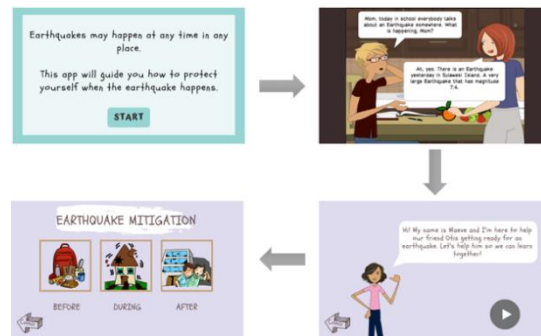 Earthquakes may happen at any time in any
place.
This app will guide you how to protect
yourself when the earthquake happens.
START
Mom, today in school everybody talks
about an Earthquake somewhere. What
is happening, Mom?
Ah, yes. There is an Earthquake
yesterday in Sulawesi Island. A very
large Earthquake that has magnitude
7.4.
Hi! My name is Maeve and I'm here to help
our friend Otis getting ready for an
earthquake. Let's help him so we can learn
together!
EARTHQUAKE MITIGATION
BEFORE
DURING
AFTER